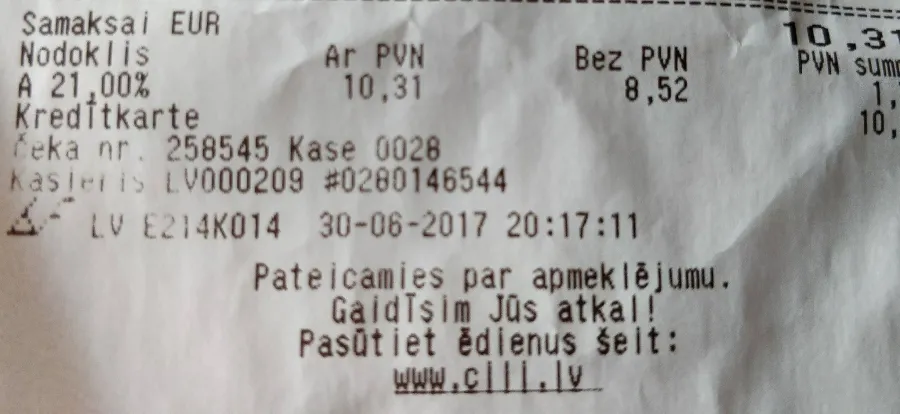 Samaksai EUR 10,31
Nodoklis Ar PVN Bez PVN PVN sum
A 21,00% 10,31 8,52 1,
Kredītkarte 10,
Čeka nr. 258545 Kase 0028
Kasieris LV000209 #0280146544
LV E214K014 30-06-2017 20:17:11
Pateicamies par apmeklējumu.
Gaidīsim Jūs atkal!
Pasūtiet ēdienus šeit:
www.cili.lv